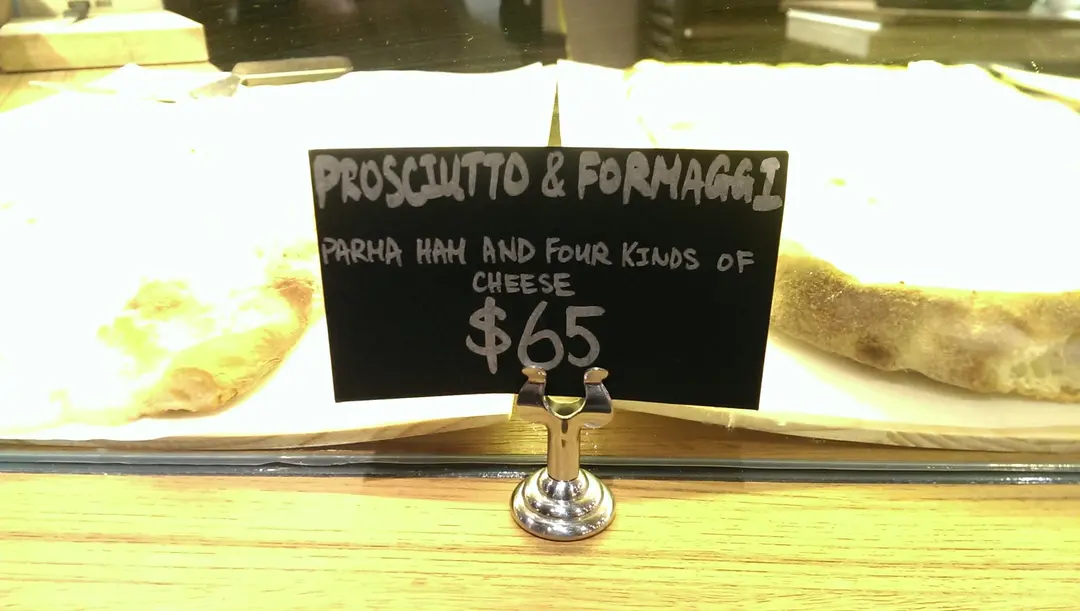 PROSCIUTTO & FORMAGGI
PARMA HAM AND FOUR KINDS OF
CHEESE
$65